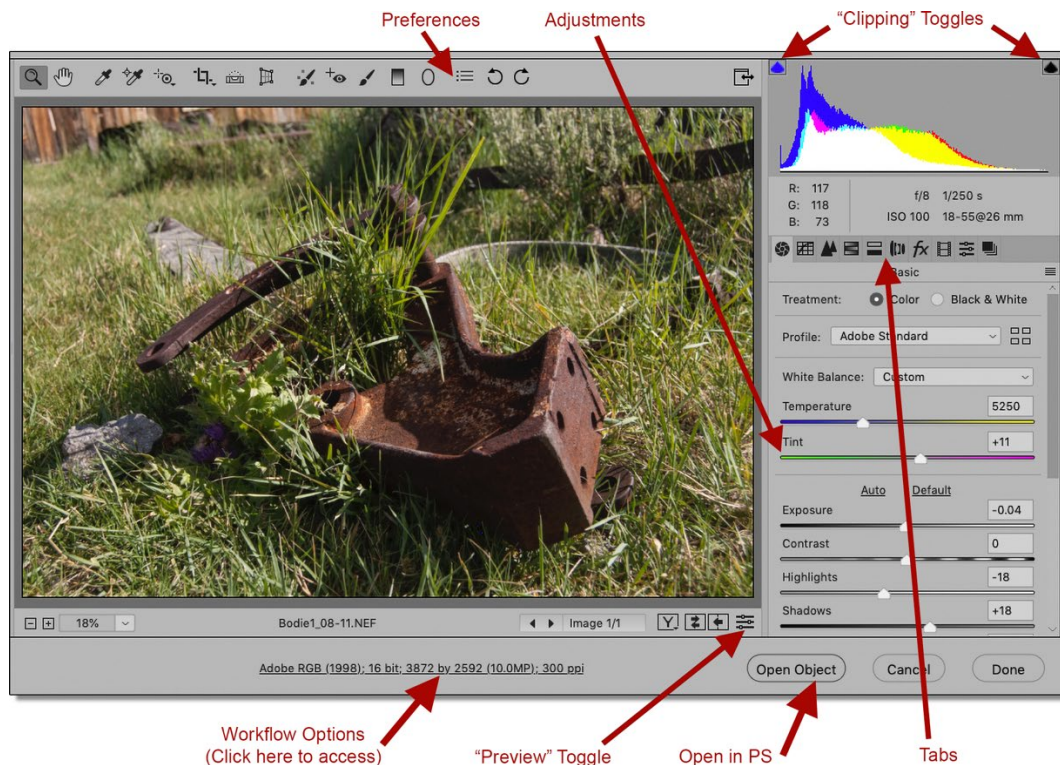 Preferences
Adjustments
“Clipping” Toggles
R: 117
G: 118
B: 73
f/8 1/250 s
ISO 100 18-55@26 mm
fx
Basic
Treatment: Color Black & White
Profile: Adobe Standard
White Balance: Custom
Temperature 5250
Tint +11
Auto Default
Exposure -0.04
Contrast 0
Highlights -18
Shadows +18
18% Bodie1_08-11.NEF Image 1/1 Y
Adobe RGB (1998); 16 bit; 3872 by 2592 (10.0MP); 300 ppi
Open Object Cancel Done
Workflow Options
(Click here to access)
“Preview” Toggle
Open in PS
Tabs